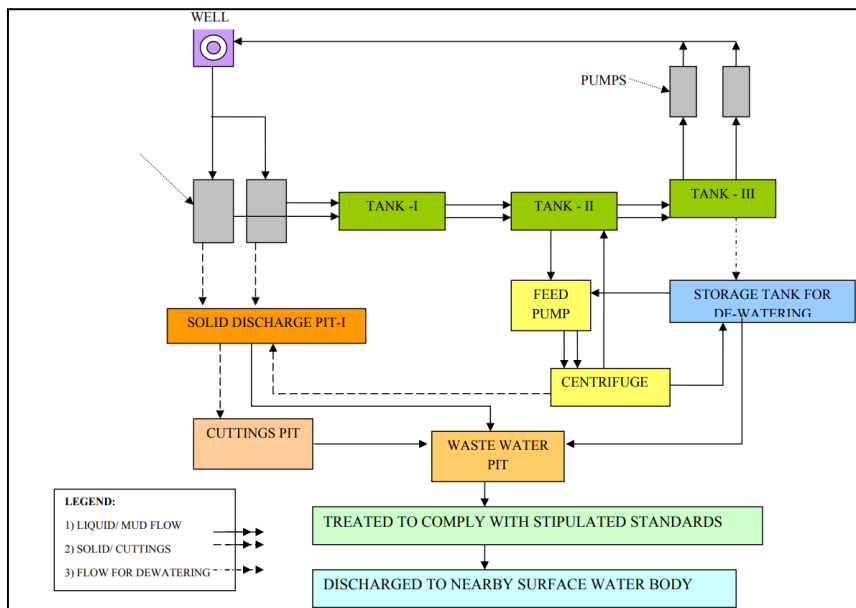 WELL
PUMPS
TANK -I
TANK - II
TANK - III
FEED
PUMP
STORAGE TANK FOR
DE-WATERING
SOLID DISCHARGE PIT-I
CENTRIFUGE
CUTTINGS PIT
WASTE WATER
PIT
LEGEND:
1) LIQUID/ MUD FLOW
2) SOLID/ CUTTINGS
3) FLOW FOR DEWATERING
TREATED TO COMPLY WITH STIPULATED STANDARDS
DISCHARGED TO NEARBY SURFACE WATER BODY